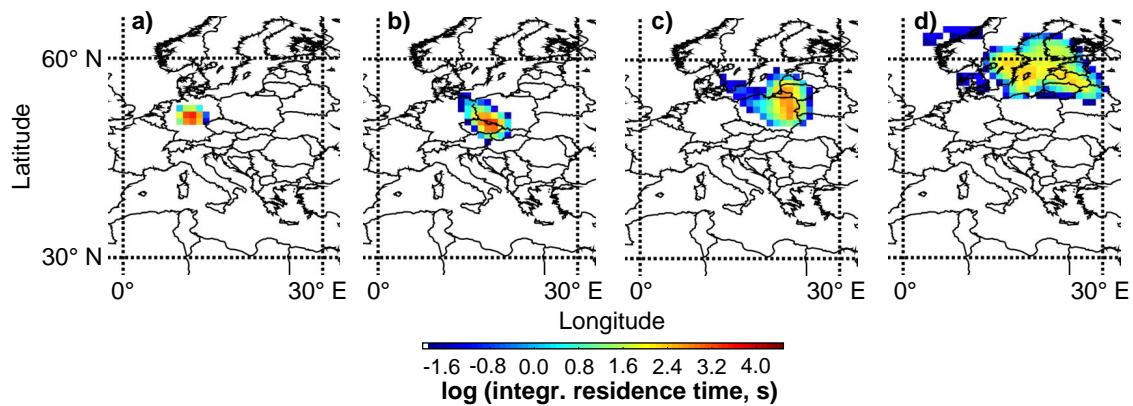 a) b) c) d)
60° N
Latitude
30° N
0° 30° E 0° 30° E 0° 30° E 0° 30° E
Longitude
-1.6 -0.8 0.0 0.8 1.6 2.4 3.2 4.0
log (integr. residence time, s)